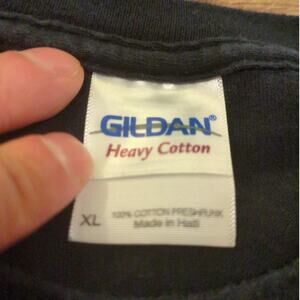 GILDAN®
Heavy Cotton
XL
100% COTTON PRESHRUNK
Made in Haiti